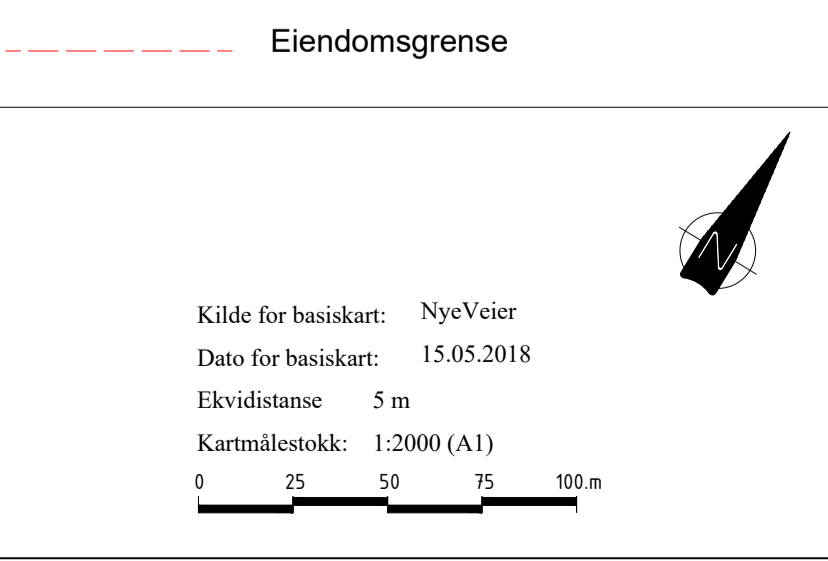 Eiendomsgrense
N
Kilde for basiskart: NyeVeier
Dato for basiskart: 15.05.2018
Ekvidistanse 5 m
Kartmålestokk: 1:2000 (A1)
0 25 50 75 100.m